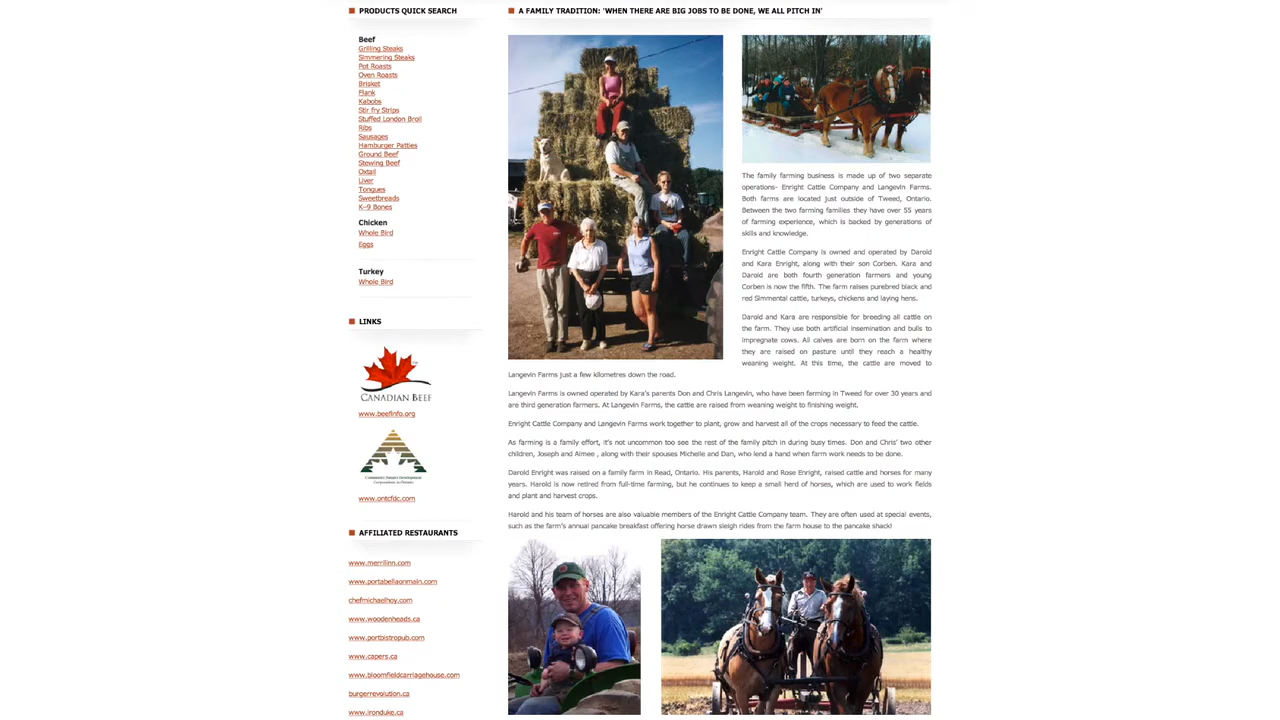 PRODUCTS QUICK SEARCH
Beef
Grilling Steaks
Simmering Steaks
Pot Roasts
Oven Roasts
Brisket
Flank
Kabobs
Stir fry Strips
Stuffed London Broil
Ribs
Sausages
Hamburger Patties
Ground Beef
Stewing Beef
Oxtail
Liver
Tongues
Sweetbreads
K-9 Bones
Chicken
Whole Bird
Eggs
Turkey
Whole Bird
LINKS
CANADIAN BEEF
www.beefinfo.org
Community Futures Development
Corporations in Ontario
www.ontcfdc.com
AFFILIATED RESTAURANTS
www.merrilinn.com
www.portabellaonmain.com
chefmichaelhoy.com
www.woodenheads.ca
www.portbistropub.com
www.capers.ca
www.bloomfieldcarriagehouse.com
burgerrevolution.ca
www.ironduke.ca
A FAMILY TRADITION: 'WHEN THERE ARE BIG JOBS TO BE DONE, WE ALL PITCH IN'
The family farming business is made up of two separate
operations- Enright Cattle Company and Langevin Farms.
Both farms are located just outside of Tweed, Ontario.
Between the two farming families they have over 55 years
of farming experience, which is backed by generations of
skills and knowledge.
Enright Cattle Company is owned and operated by Darold
and Kara Enright, along with their son Corben. Kara and
Darold are both fourth generation farmers and young
Corben is now the fifth. The farm raises purebred black and
red Simmental cattle, turkeys, chickens and laying hens.
Darold and Kara are responsible for breeding all cattle on
the farm. They use both artificial insemination and bulls to
impregnate cows. All calves are born on the farm where
they are raised on pasture until they reach a healthy
weaning weight. At this time, the cattle are moved to
Langevin Farms just a few kilometres down the road.
Langevin Farms is owned operated by Kara's parents Don and Chris Langevin, who have been farming in Tweed for over 30 years and
are third generation farmers. At Langevin Farms, the cattle are raised from weaning weight to finishing weight.
Enright Cattle Company and Langevin Farms work together to plant, grow and harvest all of the crops necessary to feed the cattle.
As farming is a family effort, it's not uncommon too see the rest of the family pitch in during busy times. Don and Chris' two other
children, Joseph and Aimee , along with their spouses Michelle and Dan, who lend a hand when farm work needs to be done.
Darold Enright was raised on a family farm in Read, Ontario. His parents, Harold and Rose Enright, raised cattle and horses for many
years. Harold is now retired from full-time farming, but he continues to keep a small herd of horses, which are used to work fields
and plant and harvest crops.
Harold and his team of horses are also valuable members of the Enright Cattle Company team. They are often used at special events,
such as the farm's annual pancake breakfast offering horse drawn sleigh rides from the farm house to the pancake shack!